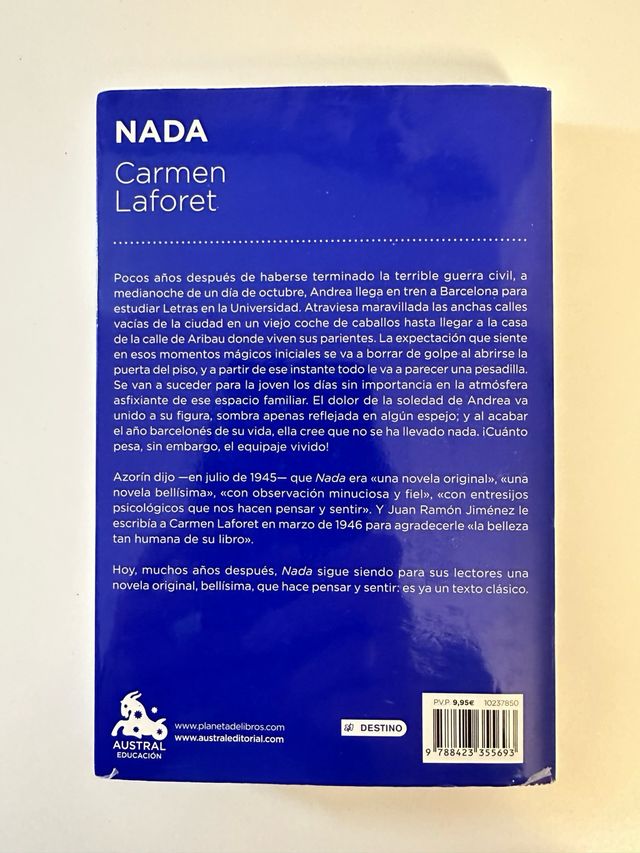 NADA
Carmen
Laforet
Pocos años después de haberse terminado la terrible guerra civil, a
medianoche de un día de octubre, Andrea llega en tren a Barcelona para
estudiar Letras en la Universidad. Atraviesa maravillada las anchas calles
vacías de la ciudad en un viejo coche de caballos hasta llegar a la casa
de la calle de Aribau donde viven sus parientes. La expectación que siente
en esos momentos mágicos iniciales se va a borrar de golpe al abrirse la
puerta del piso, y a partir de ese instante todo le va a parecer una pesadilla.
Se van a suceder para la joven los días sin importancia en la atmósfera
asfixiante de ese espacio familiar. El dolor de la soledad de Andrea va
unido a su figura, sombra apenas reflejada en algún espejo; y al acabar
el año barcelonés de su vida, ella cree que no se ha llevado nada. ¡Cuánto
pesa, sin embargo, el equipaje vivido!
Azorín dijo —en julio de 1945— que Nada era «una novela original», «una
novela bellísima», «con observación minuciosa y fiel», «con entresijos
psicológicos que nos hacen pensar y sentir». Y Juan Ramón Jiménez le
escribía a Carmen Laforet en marzo de 1946 para agradecerle «la belleza
tan humana de su libro».
Hoy, muchos años después, Nada sigue siendo para sus lectores una
novela original, bellísima, que hace pensar y sentir: es ya un texto clásico.
AUSTRAL
EDUCACIÓN
www.planetadelibros.com
www.australeditorial.com
DESTINO
P.V.P. 9,95€ 10237850
9 788423 355693